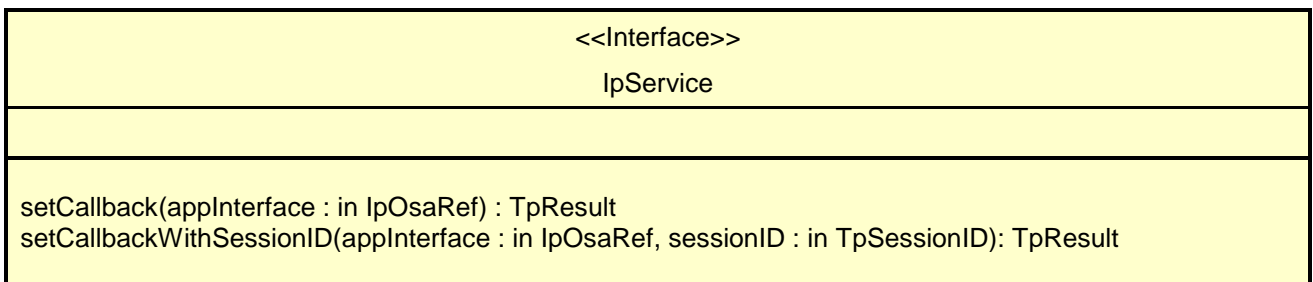 <<Interface>>
IpService
setCallback(appInterface : in IpOsaRef) : TpResult
setCallbackWithSessionID(appInterface : in IpOsaRef, sessionID : in TpSessionID): TpResult